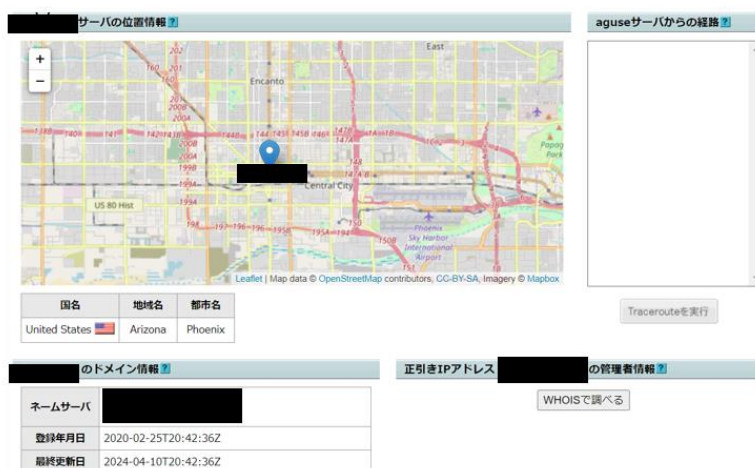 サーバの位置情報?
aguseサーバからの経路?
+
−
East
Encanto
Central City
US 80 Hist
Phoenix
Sky Harbor
International
Airport
Papago
Park
Leaflet | Map data © OpenStreetMap contributors, CC-BY-SA, Imagery © Mapbox
国名 地域名 都市名
United States Arizona Phoenix
Tracerouteを実行
のドメイン情報?
正引きIPアドレス の管理者情報?
WHOISで調べる
ネームサーバ
登録年月日 2020-02-25T20:42:36Z
最終更新日 2024-04-10T20:42:36Z